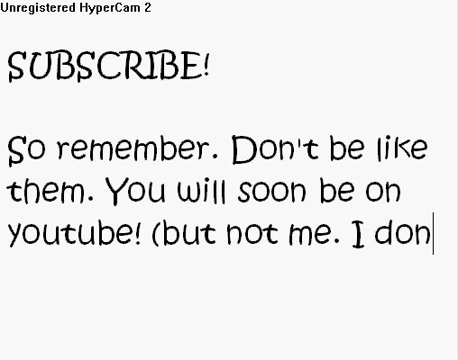 Unregistered HyperCam 2
SUBSCRIBE!
So remember. Don't be like
them. You will soon be on
youtube! (but not me. I don